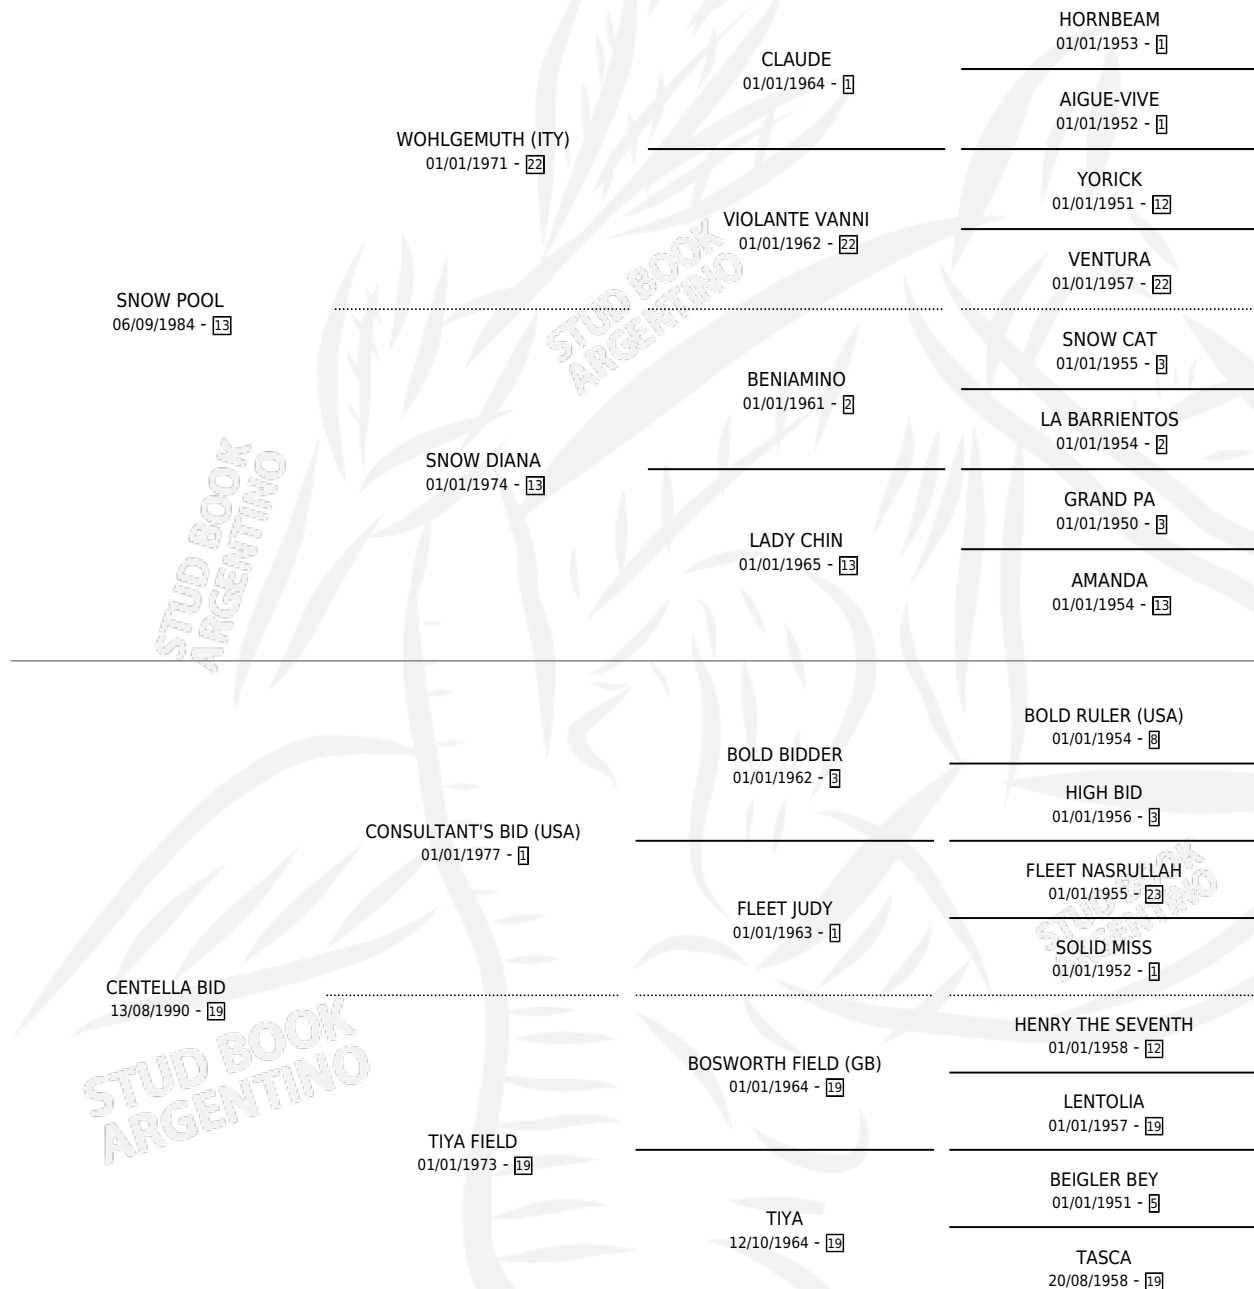 HORNBEAM
01/01/1953 - 1
CLAUDE
01/01/1964 - 1
AIGUE-VIVE
01/01/1952 - 1
WOHLGEMUTH (ITY)
01/01/1971 - 22
YORICK
01/01/1951 - 12
VIOLANTE VANNI
01/01/1962 - 22
VENTURA
01/01/1957 - 22
SNOW POOL
06/09/1984 - 13
SNOW CAT
01/01/1955 - 3
BENIAMINO
01/01/1961 - 2
LA BARRIENTOS
01/01/1954 - 2
SNOW DIANA
01/01/1974 - 13
GRAND PA
01/01/1950 - 3
LADY CHIN
01/01/1965 - 13
AMANDA
01/01/1954 - 13
BOLD RULER (USA)
01/01/1954 - 8
BOLD BIDDER
01/01/1962 - 3
HIGH BID
01/01/1956 - 3
CONSULTANT'S BID (USA)
01/01/1977 - 1
FLEET NASRULLAH
01/01/1955 - 23
FLEET JUDY
01/01/1963 - 1
SOLID MISS
01/01/1952 - 1
CENTELLA BID
13/08/1990 - 19
HENRY THE SEVENTH
01/01/1958 - 12
BOSWORTH FIELD (GB)
01/01/1964 - 19
LENTOLIA
01/01/1957 - 19
TIYA FIELD
01/01/1973 - 19
BEIGLER BEY
01/01/1951 - 5
TIYA
12/10/1964 - 19
TASCA
20/08/1958 - 19
STUD BOOK
ARGENTINO
STUD BOOK
ARGENTINO
STUD BOOK
ARGENTINO
STUD BOOK
ARGENTINO